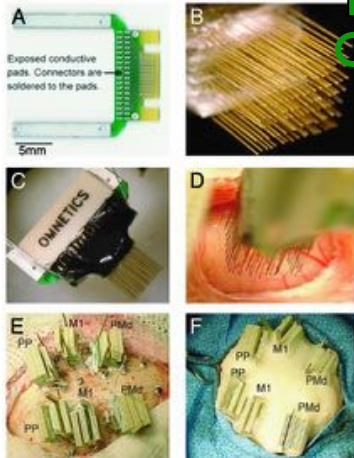 A
Exposed conductive
pads. Connectors are
soldered to the pads.
5mm
B
C
OMNETICS
D
E
PP
M1
PMd
M1
PP
PMd
F
PP
M1
PMd
PP
M1
PMd